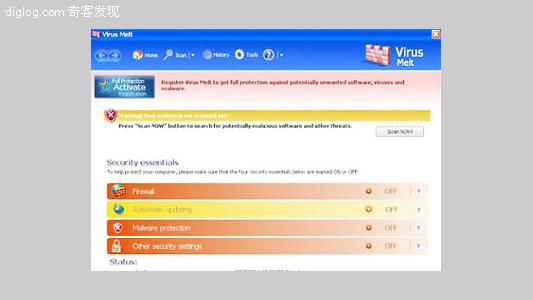 diglog.com 奇客发现
Virus Melt
Home Scan History Tools ?
Virus
Melt
Full Protection
Activate
Registration
Register Virus Melt to get full protection against potentially unwanted software, viruses and
malware.
Warning! Your system is not scanned yet!
Press "Scan NOW" button to search for potentially malicious software and other threats.
Scan NOW
Security essentials
To help protect your computer, please make sure that the four security essentials below are marked ON or OFF.
Firewall OFF
Automatic updating OFF
Malware protection OFF
Other security settings OFF
Status: